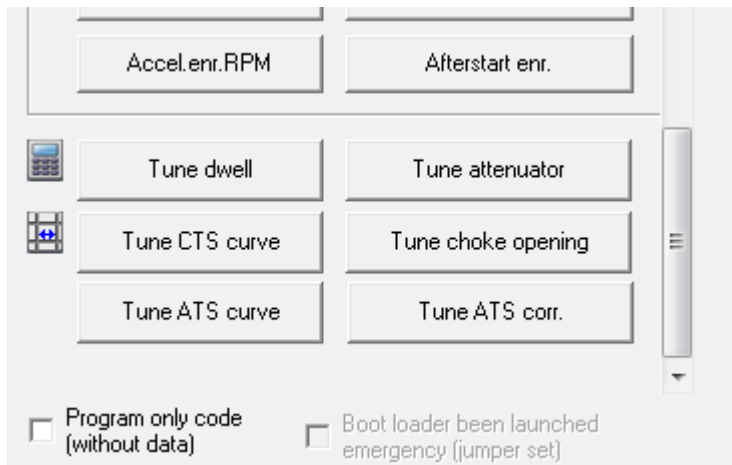 Accel.enr.RPM
Afterstart enr.
Tune dwell
Tune attenuator
Tune CTS curve
Tune choke opening
Tune ATS curve
Tune ATS corr.
Program only code
(without data)
Boot loader been launched
emergency (jumper set)